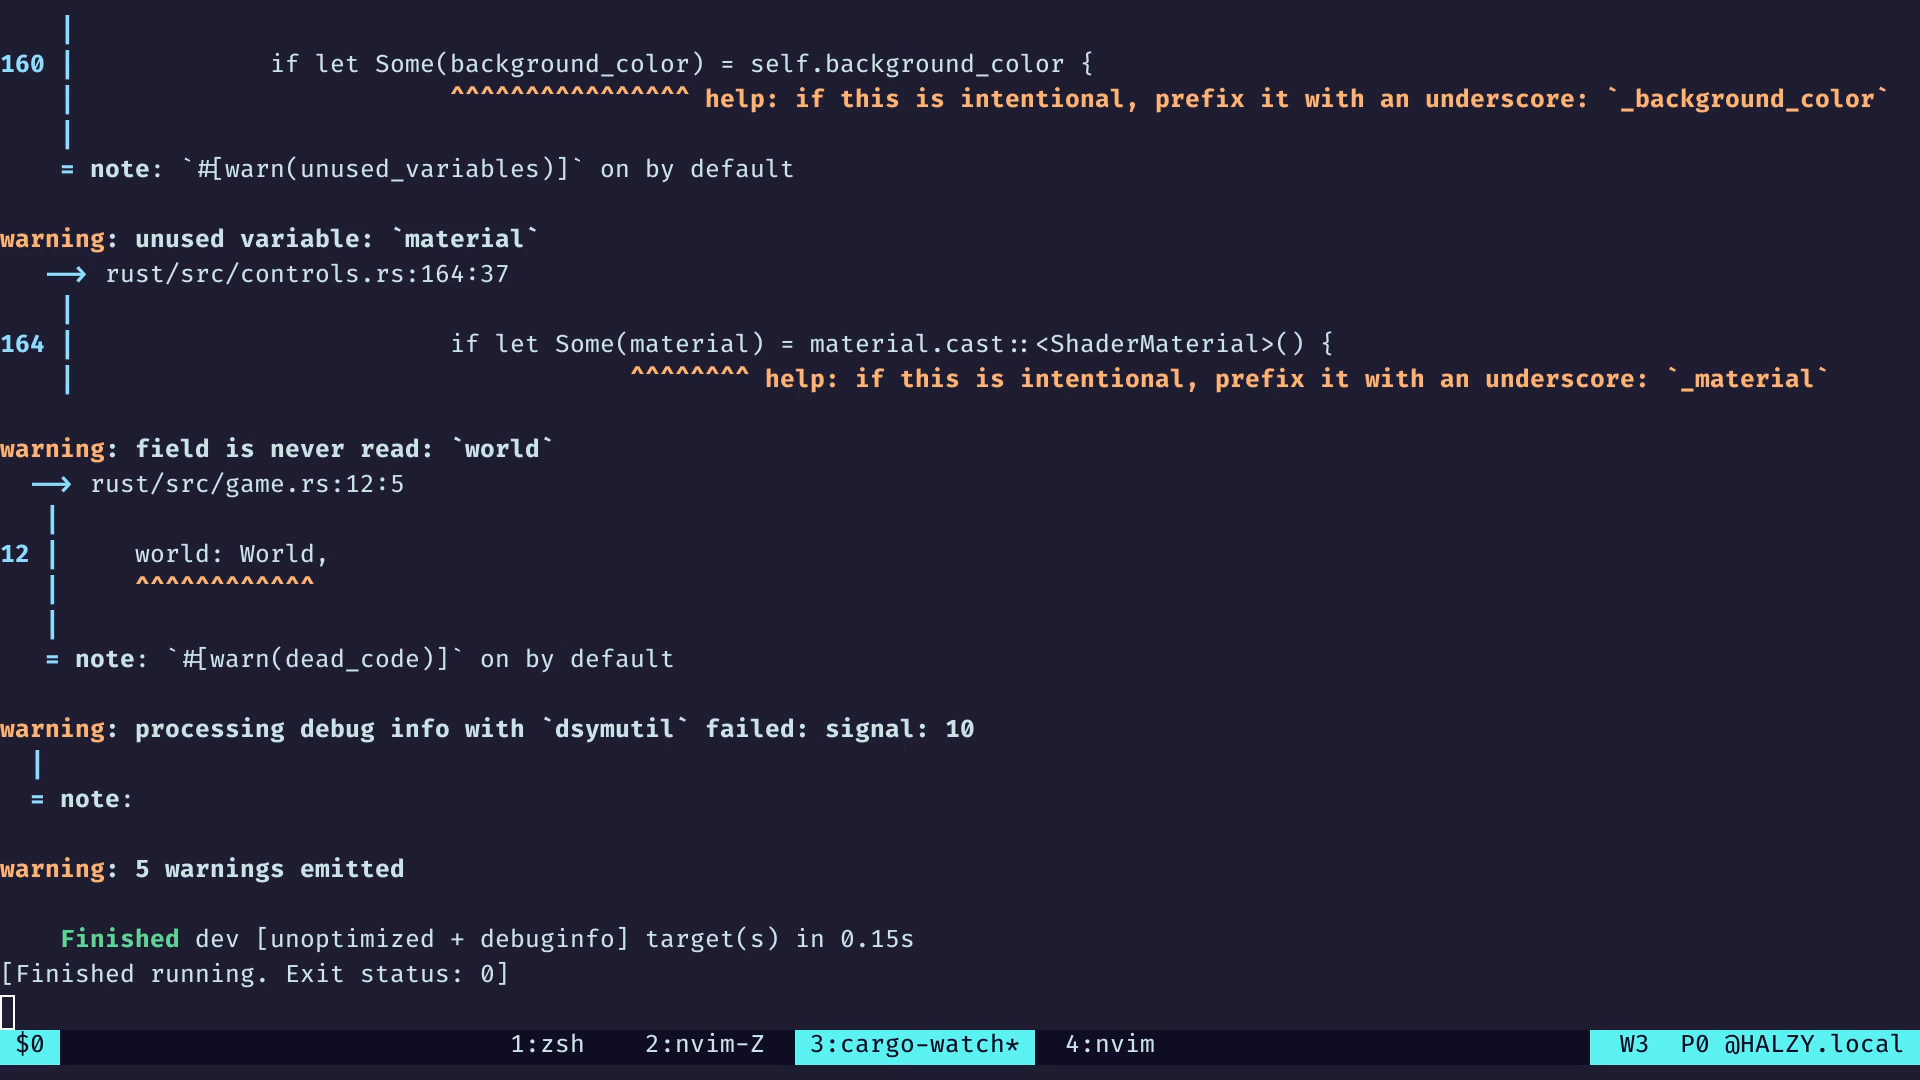 |
160 |             if let Some(background_color) = self.background_color {
    |                         ^^^^^^^^^^^^^^^^ help: if this is intentional, prefix it with an underscore: `_background_color`
    |
    = note: `#[warn(unused_variables)]` on by default
warning: unused variable: `material`
   --> rust/src/controls.rs:164:37
    |
164 |                         if let Some(material) = material.cast::<ShaderMaterial>() {
    |                                     ^^^^^^^^ help: if this is intentional, prefix it with an underscore: `_material`
warning: field is never read: `world`
  --> rust/src/game.rs:12:5
   |
12 |     world: World,
   |     ^^^^^^^^^^^^
   |
   = note: `#[warn(dead_code)]` on by default
warning: processing debug info with `dsymutil` failed: signal: 10
  |
  = note:
warning: 5 warnings emitted
    Finished dev [unoptimized + debuginfo] target(s) in 0.15s
[Finished running. Exit status: 0]
$0 1:zsh 2:nvim-Z 3:cargo-watch* 4:nvim W3 P0 @HALZY.local